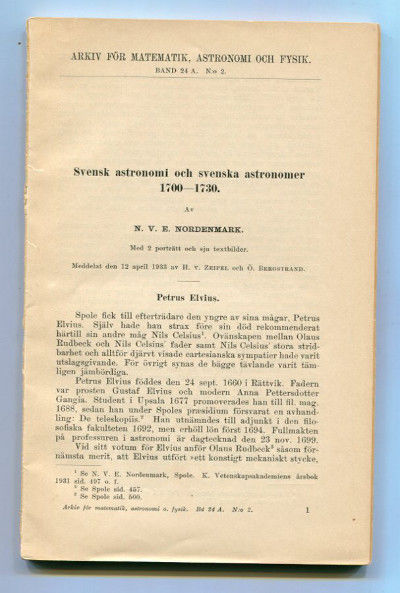 ARKIV FÖR MATEMATIK, ASTRONOMI OCH FYSIK.
BAND 24 A. N:o 2.
Svensk astronomi och svenska astronomer
1700—1730.
Av
N. V. E. NORDENMARK.
Med 2 porträtt och sju textbilder.
Meddelat den 12 april 1933 av H. v. Zeipel och Ö. Bergstrand.
Petrus Elvius.
Spole fick till efterträdare den yngre av sina mågar, Petrus
Elvius. Själv hade han strax före sin död rekommenderat
härtill sin andre måg Nils Celsius¹. Ovänskapen mellan Olaus
Rudbeck och Nils Celsius' fader samt Nils Celsius' stora strid-
barhet och alltför djärvt visade cartesianska sympatier hade varit
utslagsgivande. För övrigt synas de bägge tävlande varit täm-
ligen jämbördiga.
Petrus Elvius föddes den 24 sept. 1660 i Rättvik. Fadern
var prosten Gustaf Elvius och modern Anna Pettersdotter
Gangia. Student i Upsala 1677 promoverades han till fil. mag.
1688, sedan han under Spoles præsidium försvarat en avhand-
ling: De teleskopiis.² Han utnämndes till adjunkt i den filo-
sofiska fakulteten 1692, men erhöll lön först 1694. Fullmakten
på professuren i astronomi är dagtecknad den 23 nov. 1699.
Vid sitt votum för Elvius anför Olaus Rudbeck³ såsom för-
nämsta merit, att Elvius utfört »ett konstigt mekaniskt stycke,
¹ Se N. V. E. Nordenmark, Spole. K. Vetenskapsakademiens årsbok
1931 sid. 497 o. f.
² Se Spole sid. 457.
³ Se Spole sid. 500.
Arkiv för matematik, astronomi o. fysik. Bd 24 A. N:o 2. 1